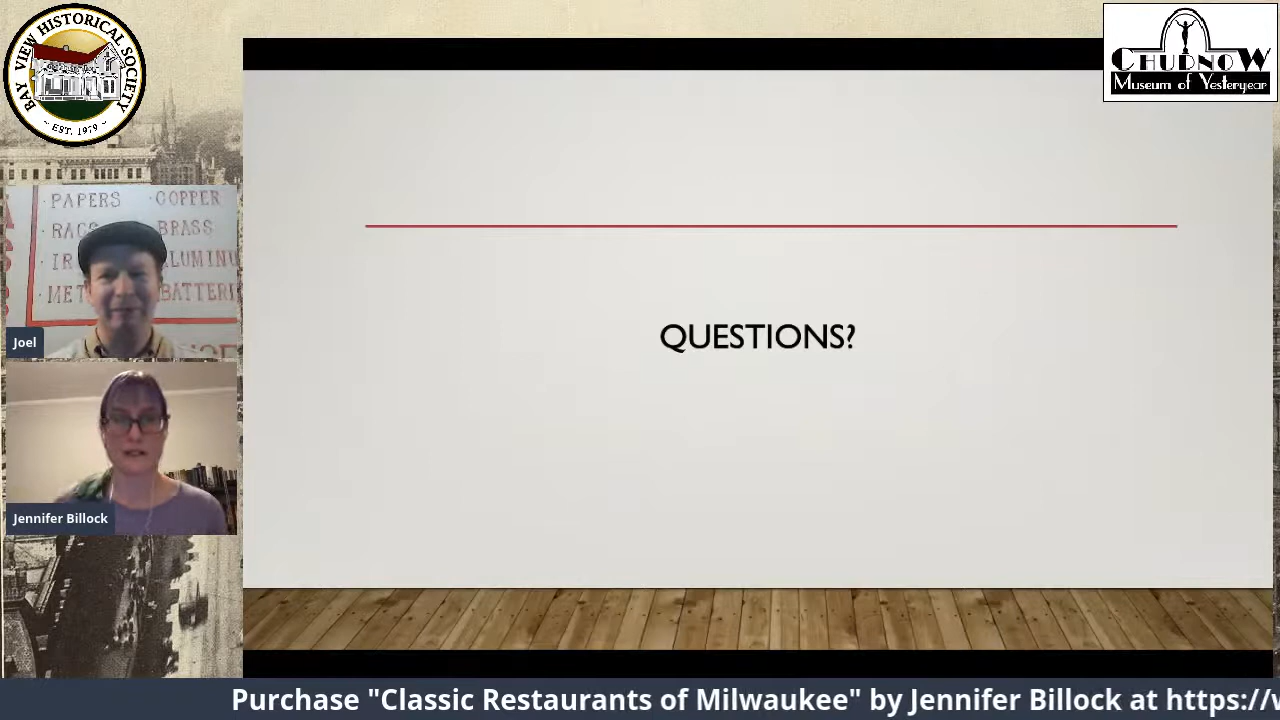 BAY VIEW HISTORICAL SOCIETY
~ EST. 1979 ~
CHUDNOW
Museum of Yesteryear
· PAPERS · COPPER
BRASS
BATTERI
Joel
Jennifer Billock
QUESTIONS?
Purchase "Classic Restaurants of Milwaukee" by Jennifer Billock at https://